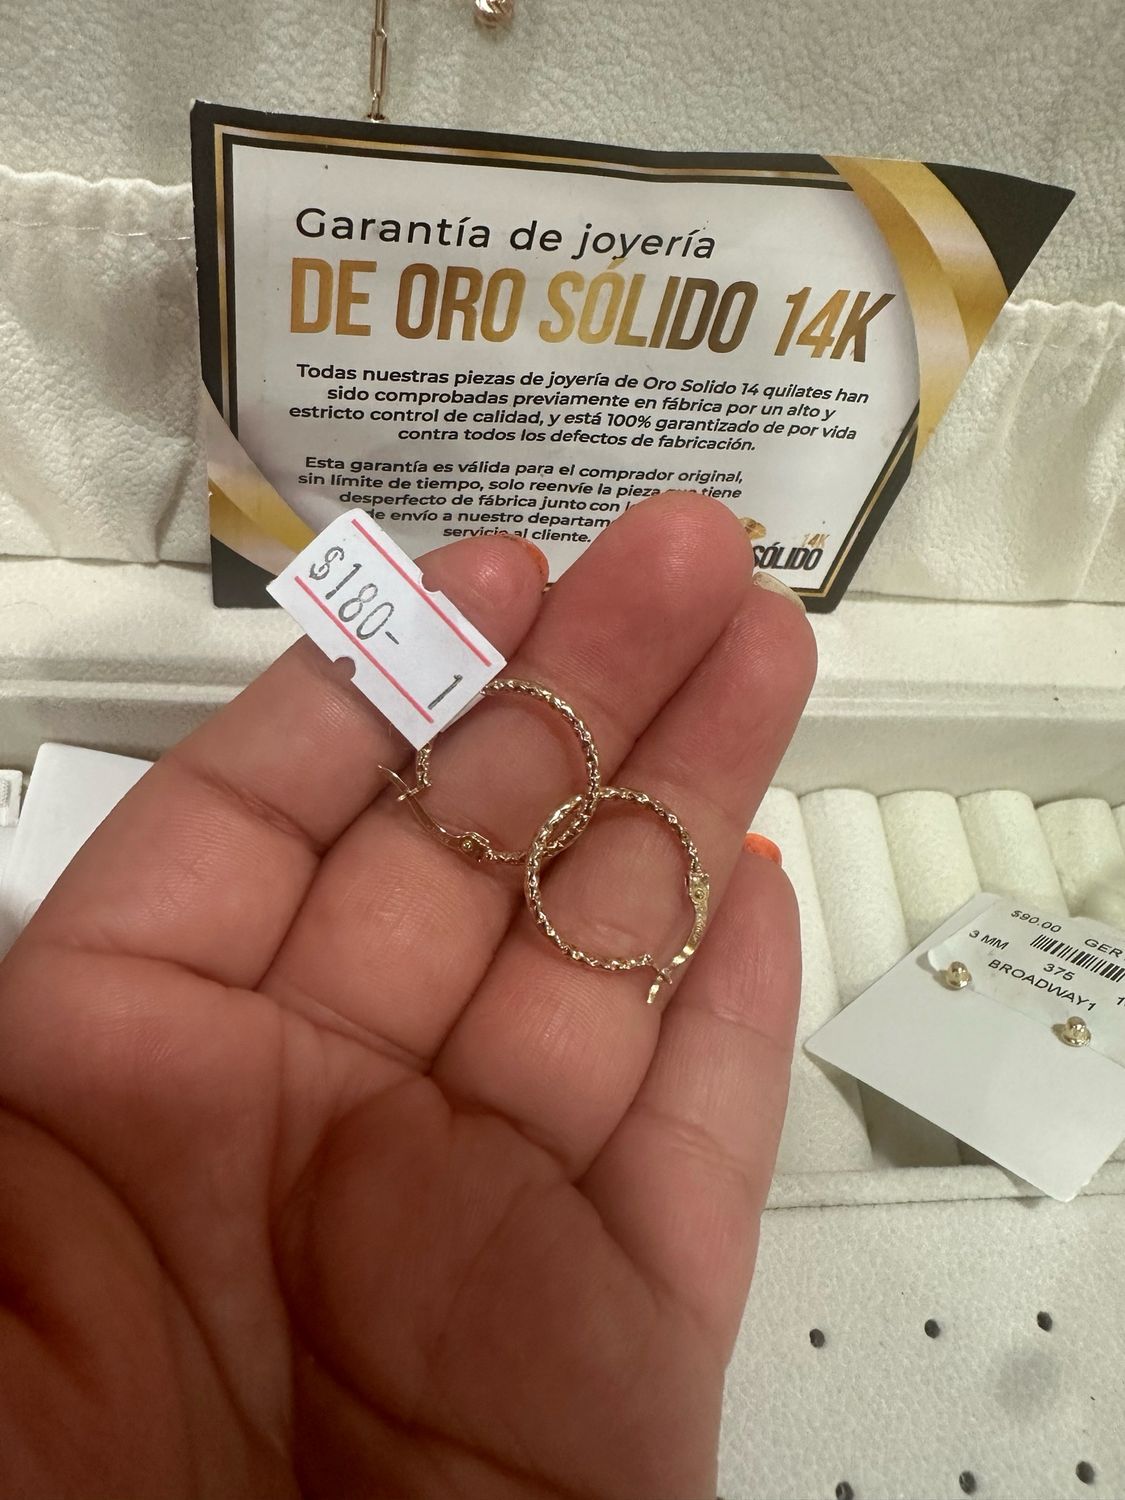 Garantía de joyería
DE ORO SÓLIDO 14K
Todas nuestras piezas de joyería de Oro Solido 14 quilates han
sido comprobadas previamente en fábrica por un alto y
estricto control de calidad, y está 100% garantizado de por vida
contra todos los defectos de fabricación.
Esta garantía es válida para el comprador original,
sin límite de tiempo, solo reenvíe la pieza que tiene
desperfecto de fábrica junto con
de envío a nuestro
servicio al cliente.
14K
SÓLIDO
$180-
1
$90.00 GER
3 MM 375
BROADWAY1